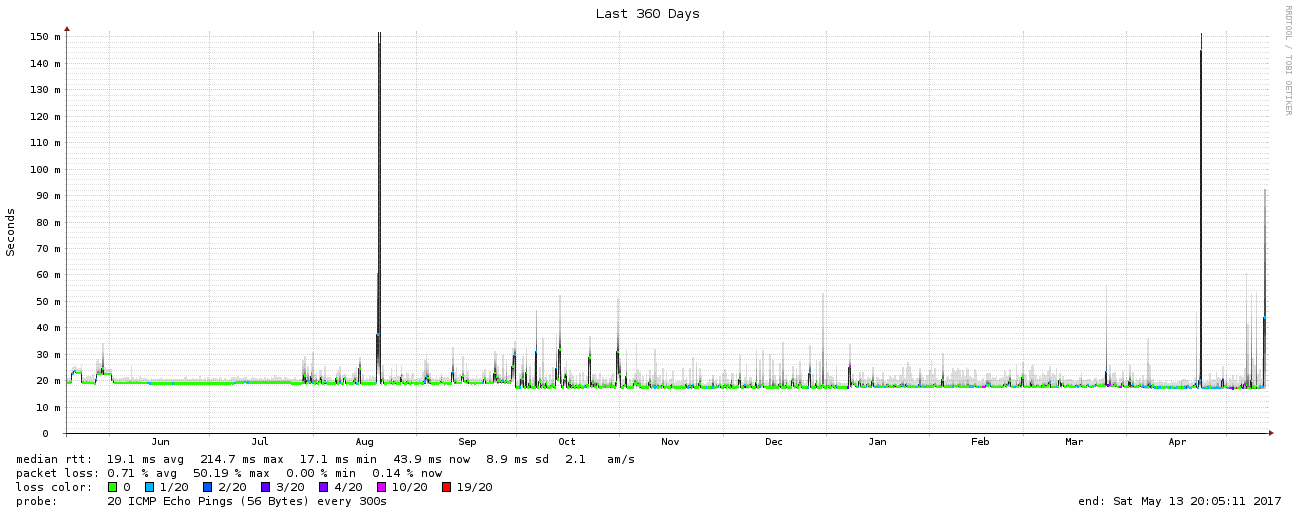 Last 360 Days
RRDTOOL / TOBI OETIKER
Seconds
150 m
140 m
130 m
120 m
110 m
100 m
90 m
80 m
70 m
60 m
50 m
40 m
30 m
20 m
10 m
0
Jun Jul Aug Sep Oct Nov Dec Jan Feb Mar Apr
median rtt: 19.1 ms avg 214.7 ms max 17.1 ms min 43.9 ms now 8.9 ms sd 2.1 am/s
packet loss: 0.71 % avg 50.19 % max 0.00 % min 0.14 % now
loss color: 0 1/20 2/20 3/20 4/20 10/20 19/20
probe: 20 ICMP Echo Pings (56 Bytes) every 300s end: Sat May 13 20:05:11 2017